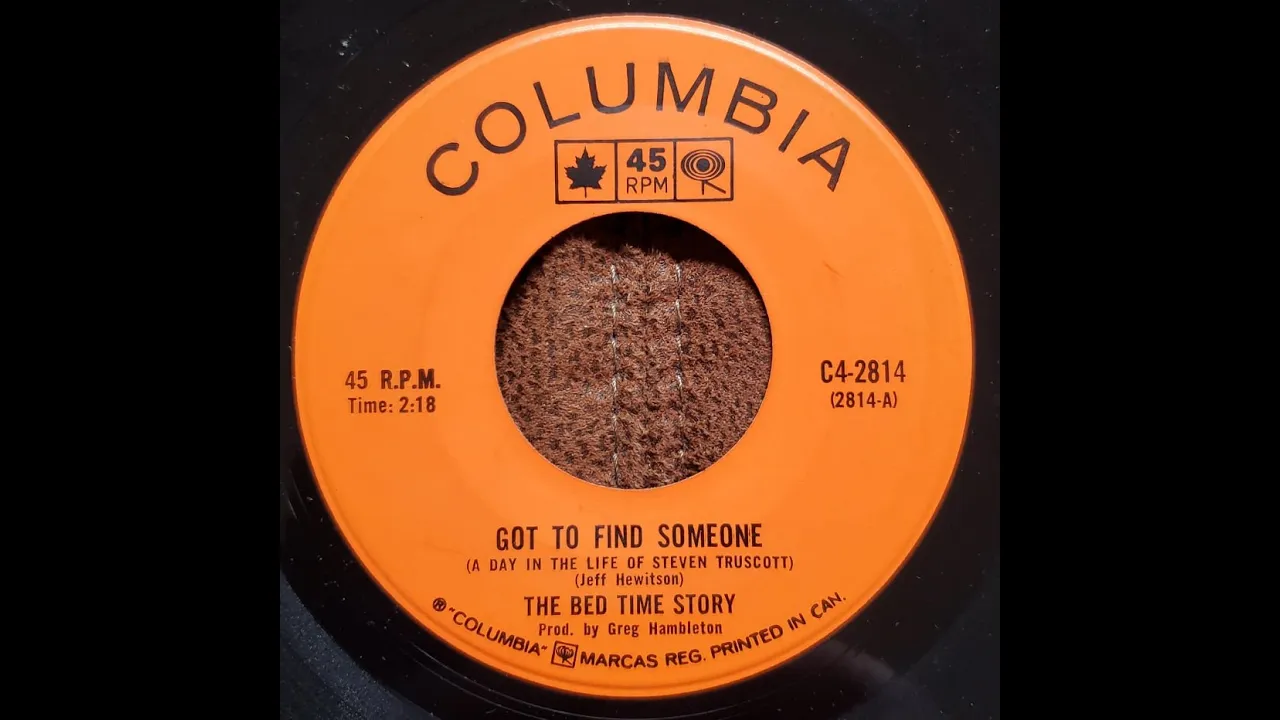 COLUMBIA
45
RPM
45 R.P.M.
Time: 2:18
C4-2814
(2814-A)
GOT TO FIND SOMEONE
(A DAY IN THE LIFE OF STEVEN TRUSCOTT)
(Jeff Hewitson)
THE BED TIME STORY
Prod. by Greg Hambleton
® "COLUMBIA" MARCAS REG. PRINTED IN CAN.